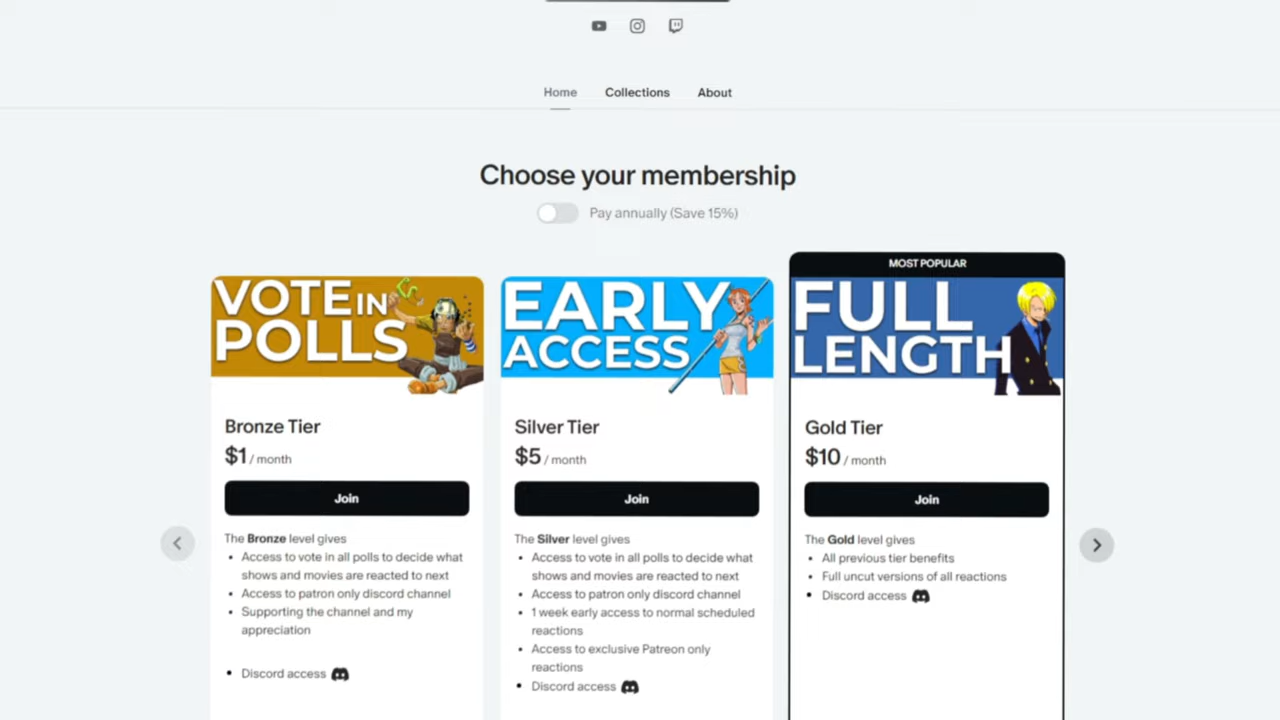 Home Collections About
Choose your membership
Pay annually (Save 15%)
VOTE IN
POLLS
Bronze Tier
$1 / month
Join
The Bronze level gives
• Access to vote in all polls to decide what
shows and movies are reacted to next
• Access to patron only discord channel
• Supporting the channel and my
appreciation
• Discord access
EARLY
ACCESS
Silver Tier
$5 / month
Join
The Silver level gives
• Access to vote in all polls to decide what
shows and movies are reacted to next
• Access to patron only discord channel
• 1 week early access to normal scheduled
reactions
• Access to exclusive Patreon only
reactions
• Discord access
MOST POPULAR
FULL
LENGTH
Gold Tier
$10 / month
Join
The Gold level gives
• All previous tier benefits
• Full uncut versions of all reactions
• Discord access